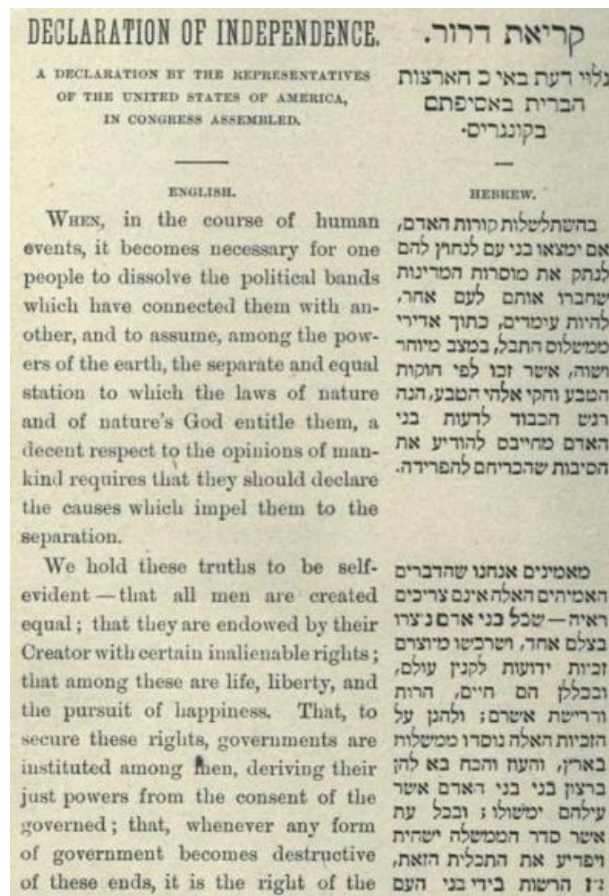 DECLARATION OF INDEPENDENCE.
A DECLARATION BY THE REPRESENTATIVES
OF THE UNITED STATES OF AMERICA,
IN CONGRESS ASSEMBLED.
ENGLISH.
WHEN, in the course of human
events, it becomes necessary for one
people to dissolve the political bands
which have connected them with an-
other, and to assume, among the pow-
ers of the earth, the separate and equal
station to which the laws of nature
and of nature's God entitle them, a
decent respect to the opinions of man-
kind requires that they should declare
the causes which impel them to the
separation.
We hold these truths to be self-
evident—that all men are created
equal; that they are endowed by their
Creator with certain inalienable rights;
that among these are life, liberty, and
the pursuit of happiness. That, to
secure these rights, governments are
instituted among men, deriving their
just powers from the consent of the
governed; that, whenever any form
of government becomes destructive
of these ends, it is the right of the
קריאת דרור.
גלוי דעת באי כ הארצות
הברית באסיפתם
בקונגרים.
HEBREW.
בהשתלשלות קורות האדם,
אם ימצאו בני עם לנחוץ להם
לנתק את מוסרות המדינות
שחברו אותם לעם אחר,
להיות עומדים, בתוך אדירי
ממשלות התבל, במצב מיוחד
ושוה, אשר זכו לפי חוקות
הטבע וחקי אלהי הטבע, הנה
רגש הכבוד לדעות בני
האדם מחייבם להודיע את
הסיבות שהכריחם להפרידה.
מאמינים אנחנו שהדברים
האמיתים האלה אינם צריכים
ראיה—שכל בני אדם נוצרו
בצלם אחד, ושרכשו מיוצרם
זכיות ידועות לקנין עולם,
ובכללן הם חיים, חרות
ודרישת אשרם; ולהגן על
הזכיות האלה נוסדו ממשלות
בארץ, והעוז והכח בא להן
ברצון בני בני האדם אשר
עליהם ימשולו; ובכל עת
אשר סדר הממשלה ישחית
ויפריע את התכלית הזאת,
הרשות בידי בני העם